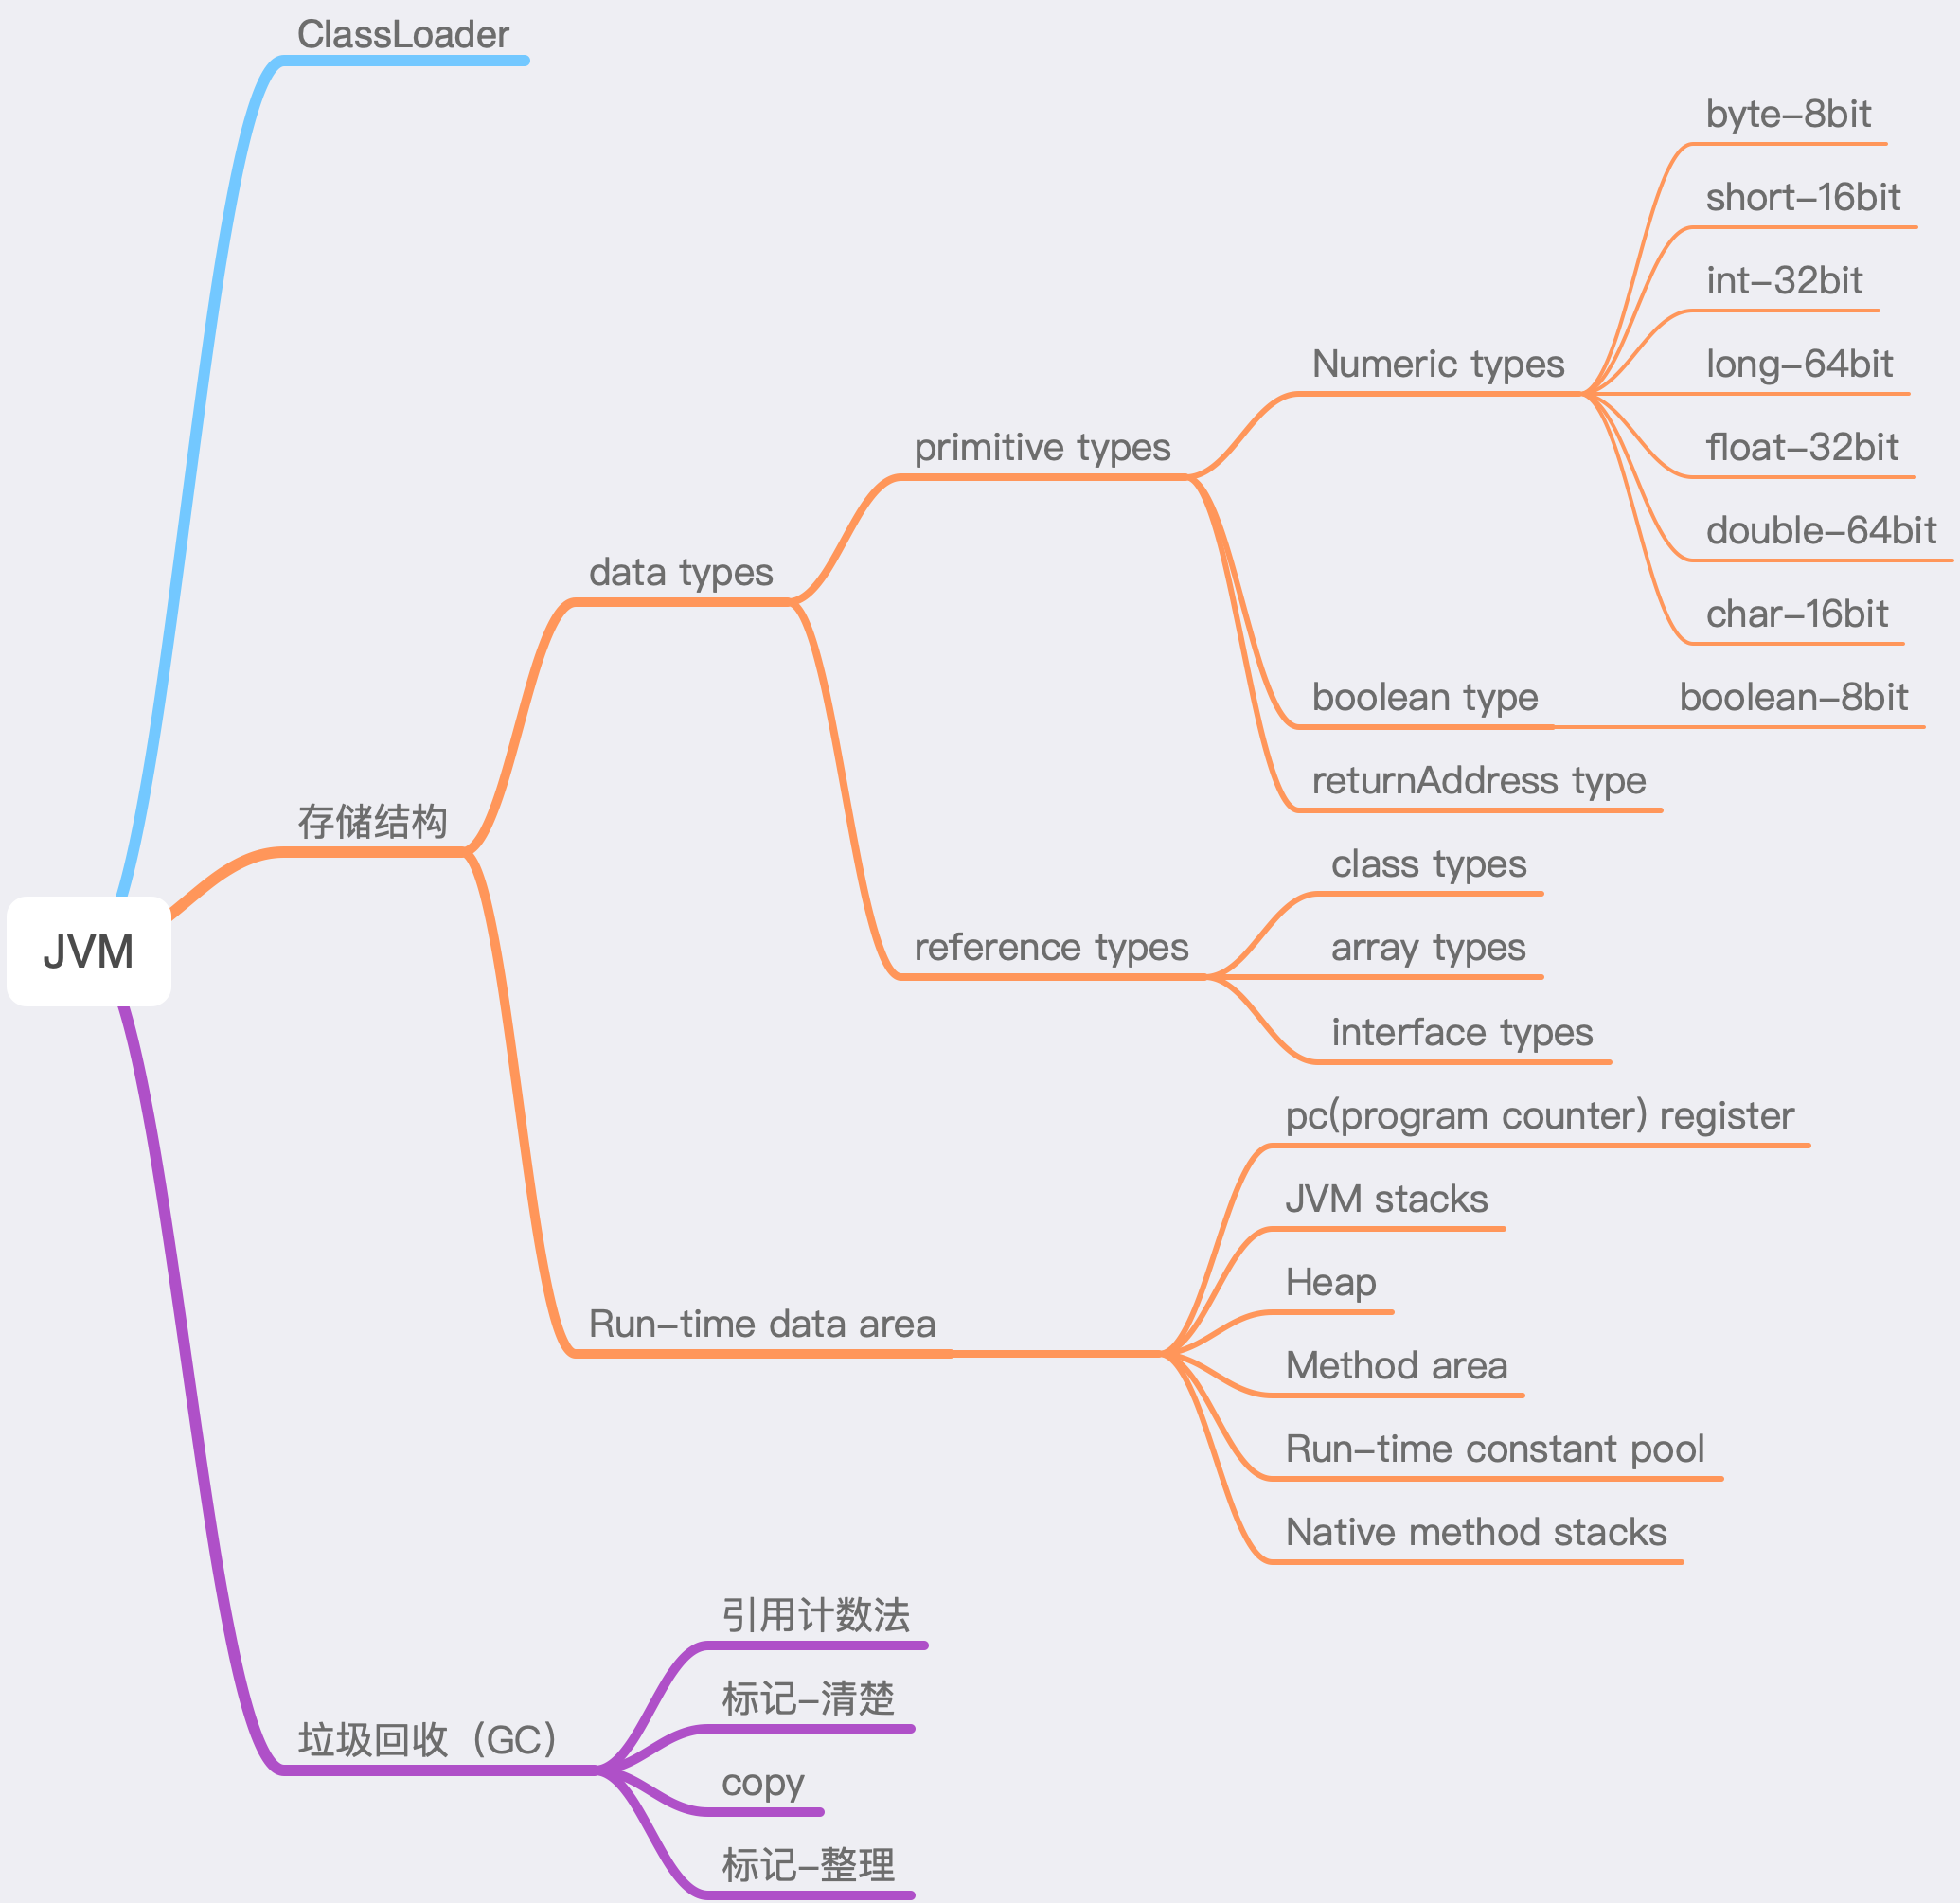 ClassLoader
byte-8bit
short-16bit
int-32bit
Numeric types
long-64bit
primitive types
float-32bit
double-64bit
data types
char-16bit
boolean type
boolean-8bit
returnAddress type
存储结构
class types
JVM
reference types
array types
interface types
pc(program counter) register
JVM stacks
Heap
Run-time data area
Method area
Run-time constant pool
Native method stacks
引用计数法
标记-清楚
垃圾回收（GC）
copy
标记-整理